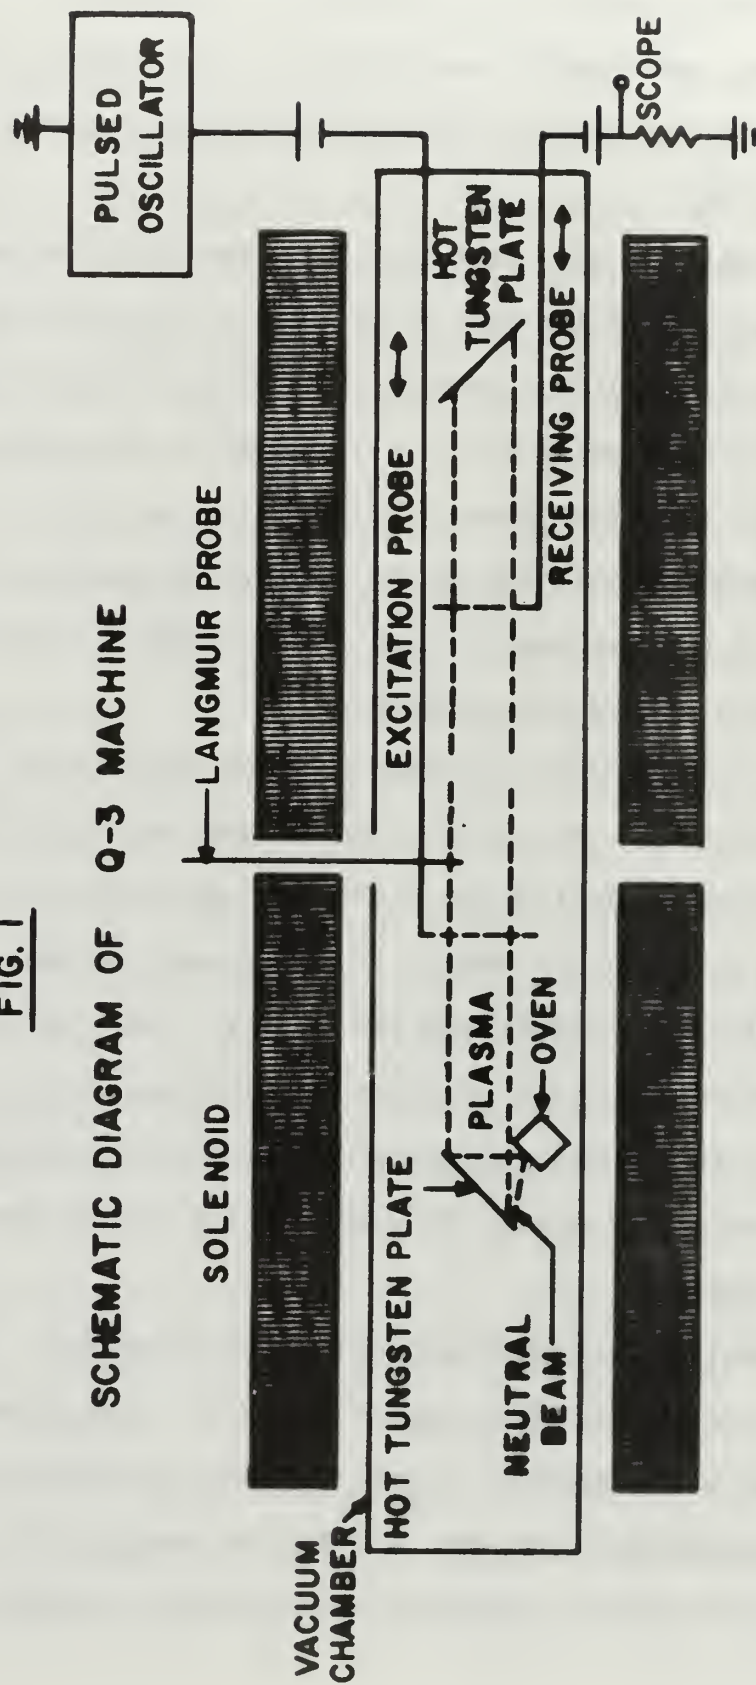 FIG. 1
SCHEMATIC DIAGRAM OF Q-3 MACHINE
PULSED
OSCILLATOR
SOLENOID
LANGMUIR PROBE
VACUUM
CHAMBER
HOT TUNGSTEN PLATE
EXCITATION PROBE
HOT
TUNGSTEN
PLATE
PLASMA
OVEN
NEUTRAL
BEAM
RECEIVING PROBE
SCOPE